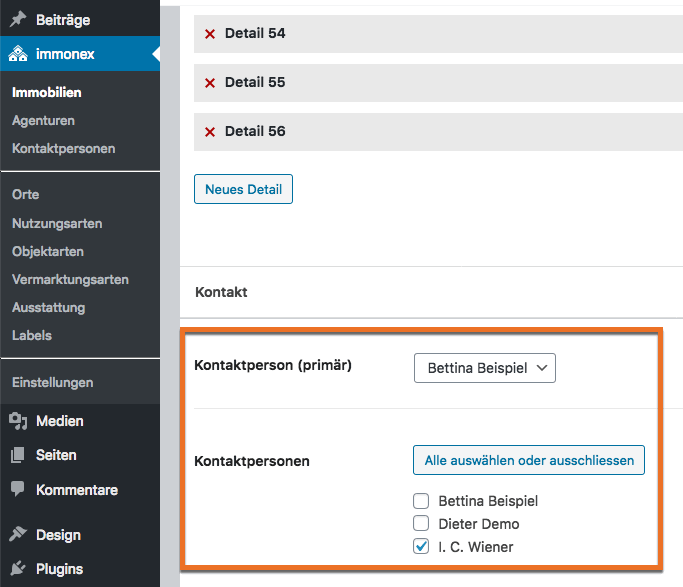 Beiträge
immonex
Immobilien
Agenturen
Kontaktpersonen
Orte
Nutzungsarten
Objektarten
Vermarktungsarten
Ausstattung
Labels
Einstellungen
Medien
Seiten
Kommentare
Design
Plugins
Detail 54
Detail 55
Detail 56
Neues Detail
Kontakt
Kontaktperson (primär)
Bettina Beispiel
Kontaktpersonen
Alle auswählen oder ausschliessen
Bettina Beispiel
Dieter Demo
I. C. Wiener